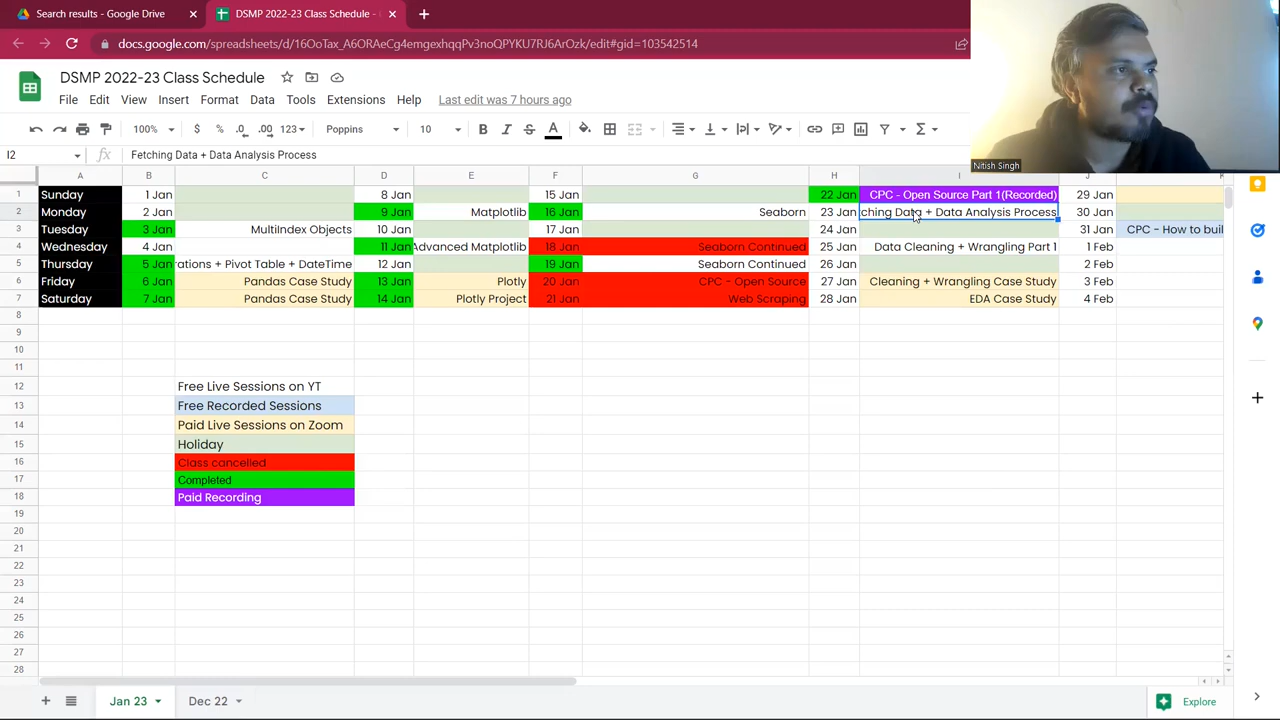 Search results - Google Drive
DSMP 2022-23 Class Schedule -
docs.google.com/spreadsheets/d/16OoTax_A6ORAeCg4emgexhqqPv3noQPYKU7RJ6ArOzk/edit#gid=103542514
DSMP 2022-23 Class Schedule
File Edit View Insert Format Data Tools Extensions Help Last edit was 7 hours ago
100% $ % .0 .00 123 Poppins 10 B I S A
Nitish Singh
I2 fx Fetching Data + Data Analysis Process
A B C D E F G H I J
1 Sunday 1 Jan 8 Jan 15 Jan 22 Jan CPC - Open Source Part 1(Recorded) 29 Jan
2 Monday 2 Jan 9 Jan Matplotlib 16 Jan Seaborn 23 Jan ching Data + Data Analysis Process 30 Jan
3 Tuesday 3 Jan MultiIndex Objects 10 Jan 17 Jan 24 Jan 31 Jan CPC - How to buil
4 Wednesday 4 Jan 11 Jan Advanced Matplotlib 18 Jan Seaborn Continued 25 Jan Data Cleaning + Wrangling Part 1 1 Feb
5 Thursday 5 Jan rations + Pivot Table + DateTime 12 Jan 19 Jan Seaborn Continued 26 Jan 2 Feb
6 Friday 6 Jan Pandas Case Study 13 Jan Plotly 20 Jan CPC - Open Source 27 Jan Cleaning + Wrangling Case Study 3 Feb
7 Saturday 7 Jan Pandas Case Study 14 Jan Plotly Project 21 Jan Web Scraping 28 Jan EDA Case Study 4 Feb
8
9
10
11
12 Free Live Sessions on YT
13 Free Recorded Sessions
14 Paid Live Sessions on Zoom
15 Holiday
16 Class cancelled
17 Completed
18 Paid Recording
19
20
21
22
23
24
25
26
27
28
Jan 23 Dec 22 Explore